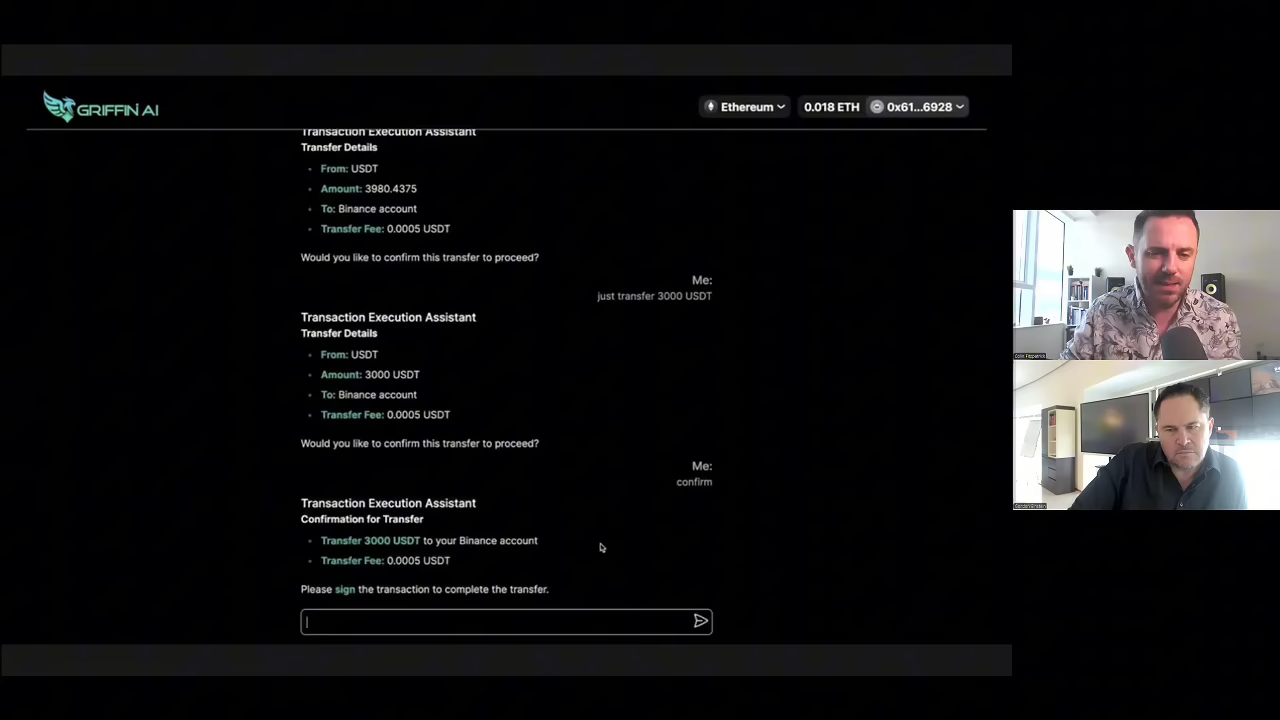 GRIFFIN AI
Ethereum
0.018 ETH
0x61...6928
Transaction Execution Assistant
Transfer Details
From: USDT
Amount: 3980.4375
To: Binance account
Transfer Fee: 0.0005 USDT
Would you like to confirm this transfer to proceed?
Me:
just transfer 3000 USDT
Transaction Execution Assistant
Transfer Details
From: USDT
Amount: 3000 USDT
To: Binance account
Transfer Fee: 0.0005 USDT
Would you like to confirm this transfer to proceed?
Me:
confirm
Transaction Execution Assistant
Confirmation for Transfer
Transfer 3000 USDT to your Binance account
Transfer Fee: 0.0005 USDT
Please sign the transaction to complete the transfer.
Colin Fitzpatrick